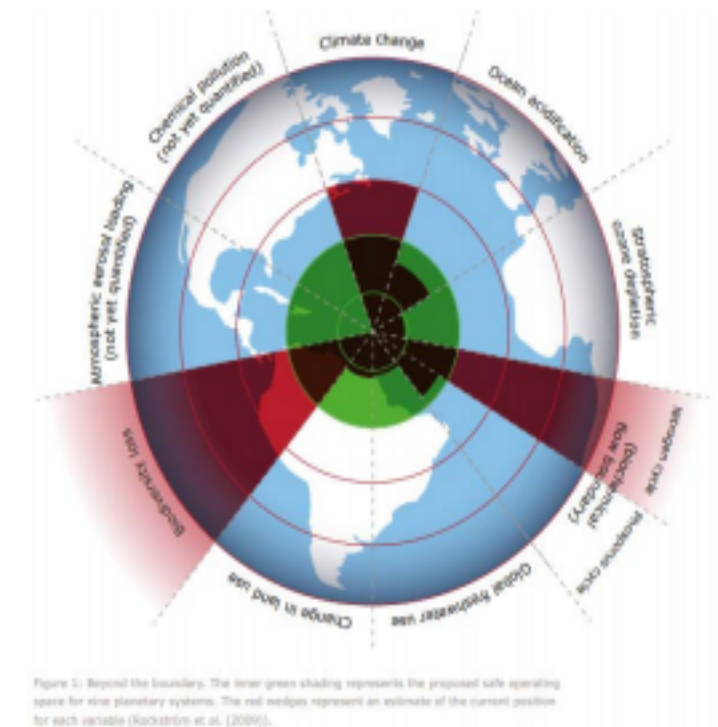 Climate Change
Ocean acidification
Stratospheric
ozone depletion
Nitrogen cycle
(biochemical
flow boundary)
Phosphorus cycle
Global freshwater use
Change in land use
Biodiversity loss
Atmospheric aerosol loading
(not yet quantified)
Chemical pollution
(not yet quantified)
Figure 1: Beyond the boundary. The inner green shading represents the proposed safe operating
space for nine planetary systems. The red wedges represent an estimate of the current position
for each variable (Rockström et al. (2009)).